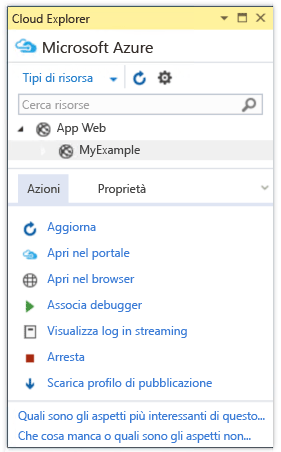 Cloud Explorer
Microsoft Azure
Tipi di risorsa
Cerca risorse
App Web
MyExample
Azioni Proprietà
Aggiorna
Apri nel portale
Apri nel browser
Associa debugger
Visualizza log in streaming
Arresta
Scarica profilo di pubblicazione
Quali sono gli aspetti più interessanti di questo...
Che cosa manca o quali sono gli aspetti non...